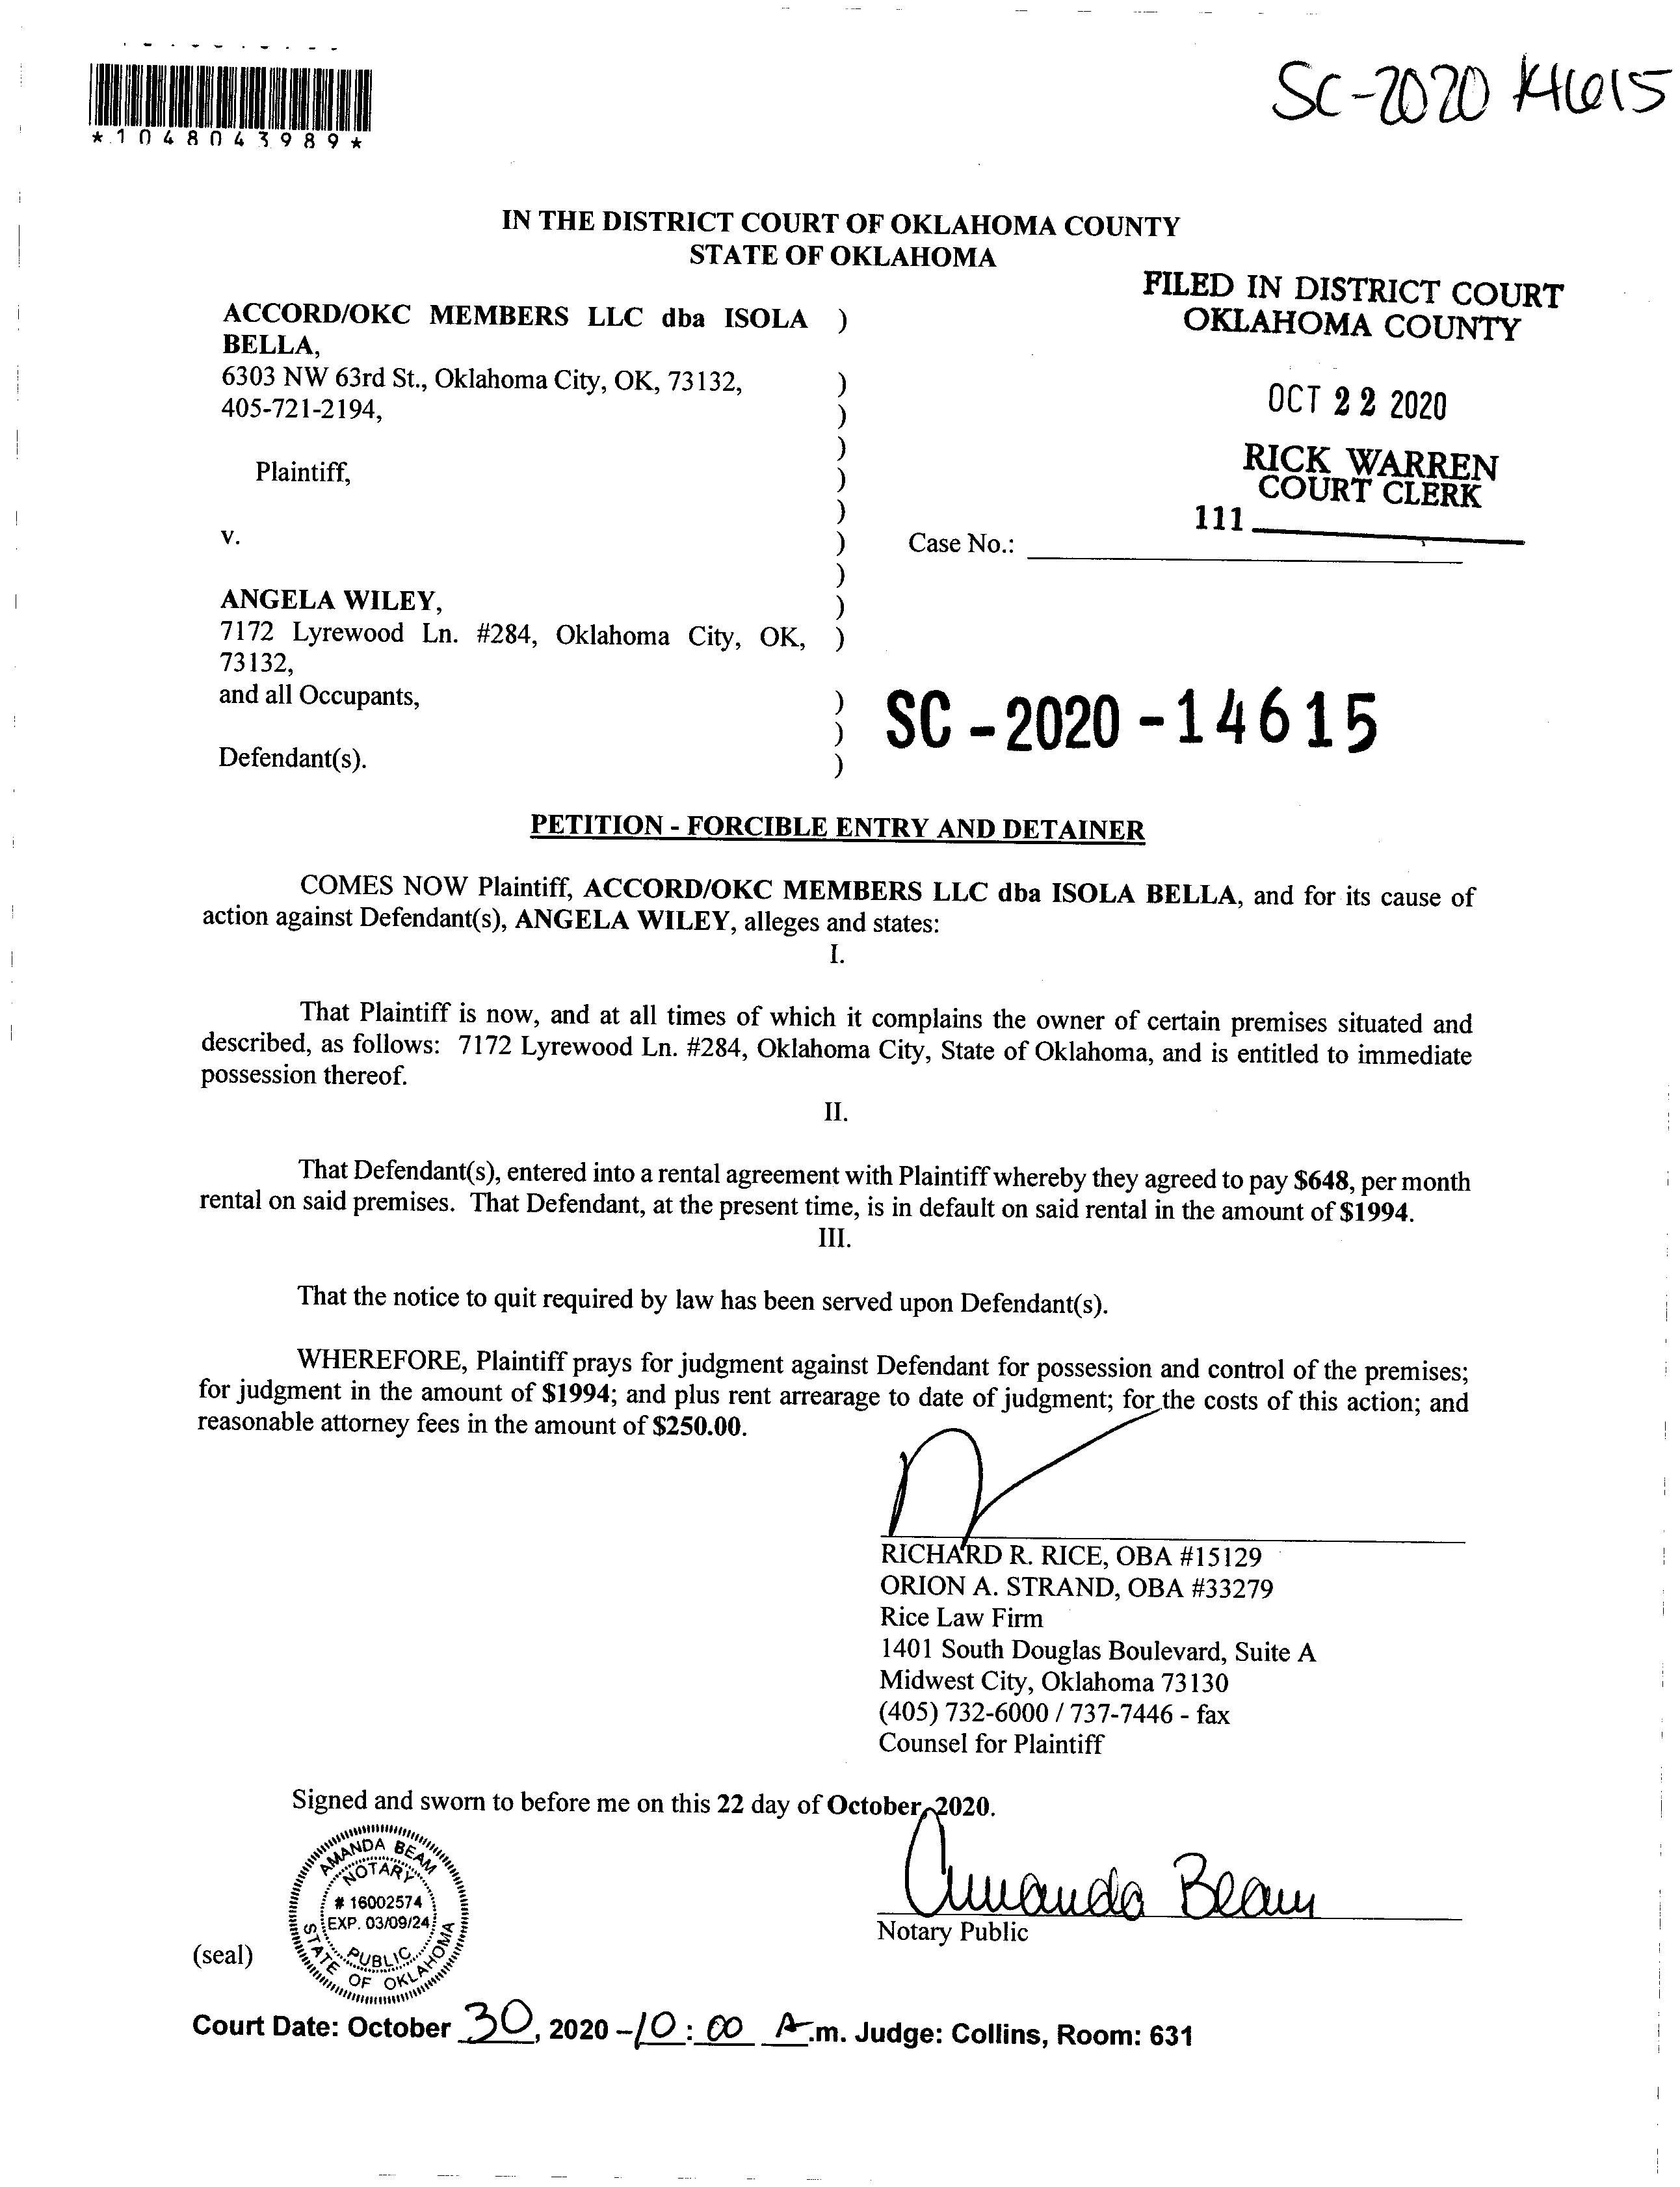 SC-2020 14615
*1048043989*
IN THE DISTRICT COURT OF OKLAHOMA COUNTY
STATE OF OKLAHOMA
FILED IN DISTRICT COURT
OKLAHOMA COUNTY
OCT 22 2020
RICK WARREN
COURT CLERK
111
ACCORD/OKC MEMBERS LLC dba ISOLA )
BELLA,
6303 NW 63rd St., Oklahoma City, OK, 73132, )
405-721-2194, )
)
Plaintiff, )
)
v. )
Case No.:
)
ANGELA WILEY, )
7172 Lyrewood Ln. #284, Oklahoma City, OK, )
73132,
and all Occupants, )
)
Defendant(s). )
SC-2020-14615
PETITION - FORCIBLE ENTRY AND DETAINER
COMES NOW Plaintiff, ACCORD/OKC MEMBERS LLC dba ISOLA BELLA, and for its cause of
action against Defendant(s), ANGELA WILEY, alleges and states:
I.
That Plaintiff is now, and at all times of which it complains the owner of certain premises situated and
described, as follows: 7172 Lyrewood Ln. #284, Oklahoma City, State of Oklahoma, and is entitled to immediate
possession thereof.
II.
That Defendant(s), entered into a rental agreement with Plaintiff whereby they agreed to pay $648, per month
rental on said premises. That Defendant, at the present time, is in default on said rental in the amount of $1994.
III.
That the notice to quit required by law has been served upon Defendant(s).
WHEREFORE, Plaintiff prays for judgment against Defendant for possession and control of the premises;
for judgment in the amount of $1994; and plus rent arrearage to date of judgment; for the costs of this action; and
reasonable attorney fees in the amount of $250.00.
RICHARD R. RICE, OBA #15129
ORION A. STRAND, OBA #33279
Rice Law Firm
1401 South Douglas Boulevard, Suite A
Midwest City, Oklahoma 73130
(405) 732-6000 / 737-7446 - fax
Counsel for Plaintiff
Signed and sworn to before me on this 22 day of October, 2020.
AMANDA BEAM
NOTARY
# 16002574
EXP. 03/09/24
PUBLIC
STATE OF OKLAHOMA
Amanda Beam
Notary Public
(seal)
Court Date: October 30, 2020 - 10:00 A.m. Judge: Collins, Room: 631